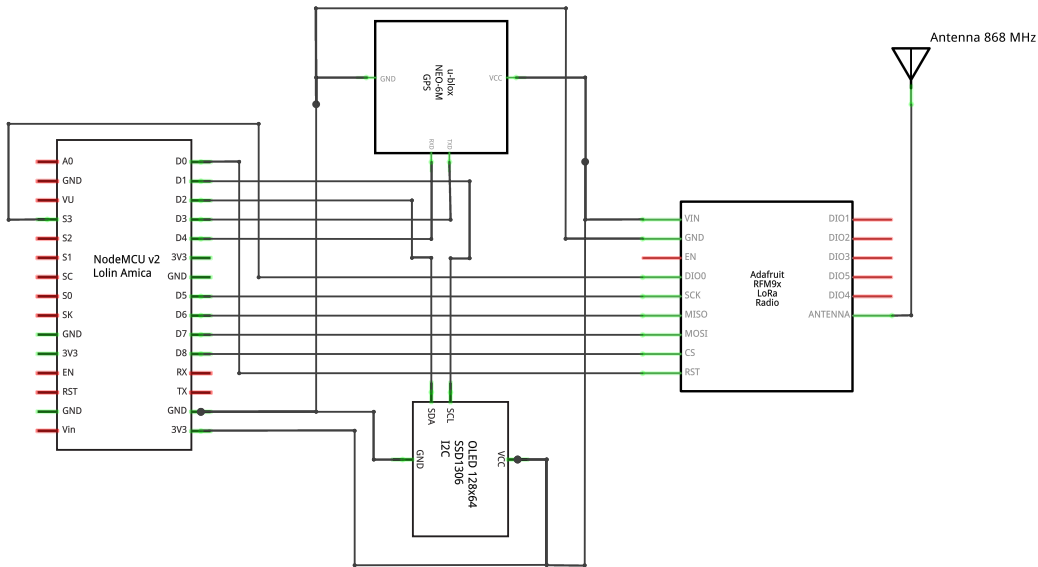 Antenna 868 MHz
GND
u-blox
NEO-6M
GPS
VCC
RXD
TXD
A0
GND
VU
S3
S2
S1
SC
S0
SK
GND
3V3
EN
RST
GND
Vin
NodeMCU v2
Lolin Amica
D0
D1
D2
D3
D4
3V3
GND
D5
D6
D7
D8
RX
TX
GND
3V3
VIN
GND
EN
DIO0
SCK
MISO
MOSI
CS
RST
Adafruit
RFM9x
LoRa
Radio
DIO1
DIO2
DIO3
DIO5
DIO4
ANTENNA
SDA
SCL
GND
OLED 128x64
SSD1306
I2C
VCC